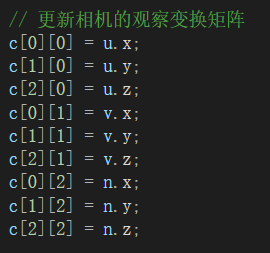 // 更新相机的观察变换矩阵
c[0][0] = u.x;
c[1][0] = u.y;
c[2][0] = u.z;
c[0][1] = v.x;
c[1][1] = v.y;
c[2][1] = v.z;
c[0][2] = n.x;
c[1][2] = n.y;
c[2][2] = n.z;